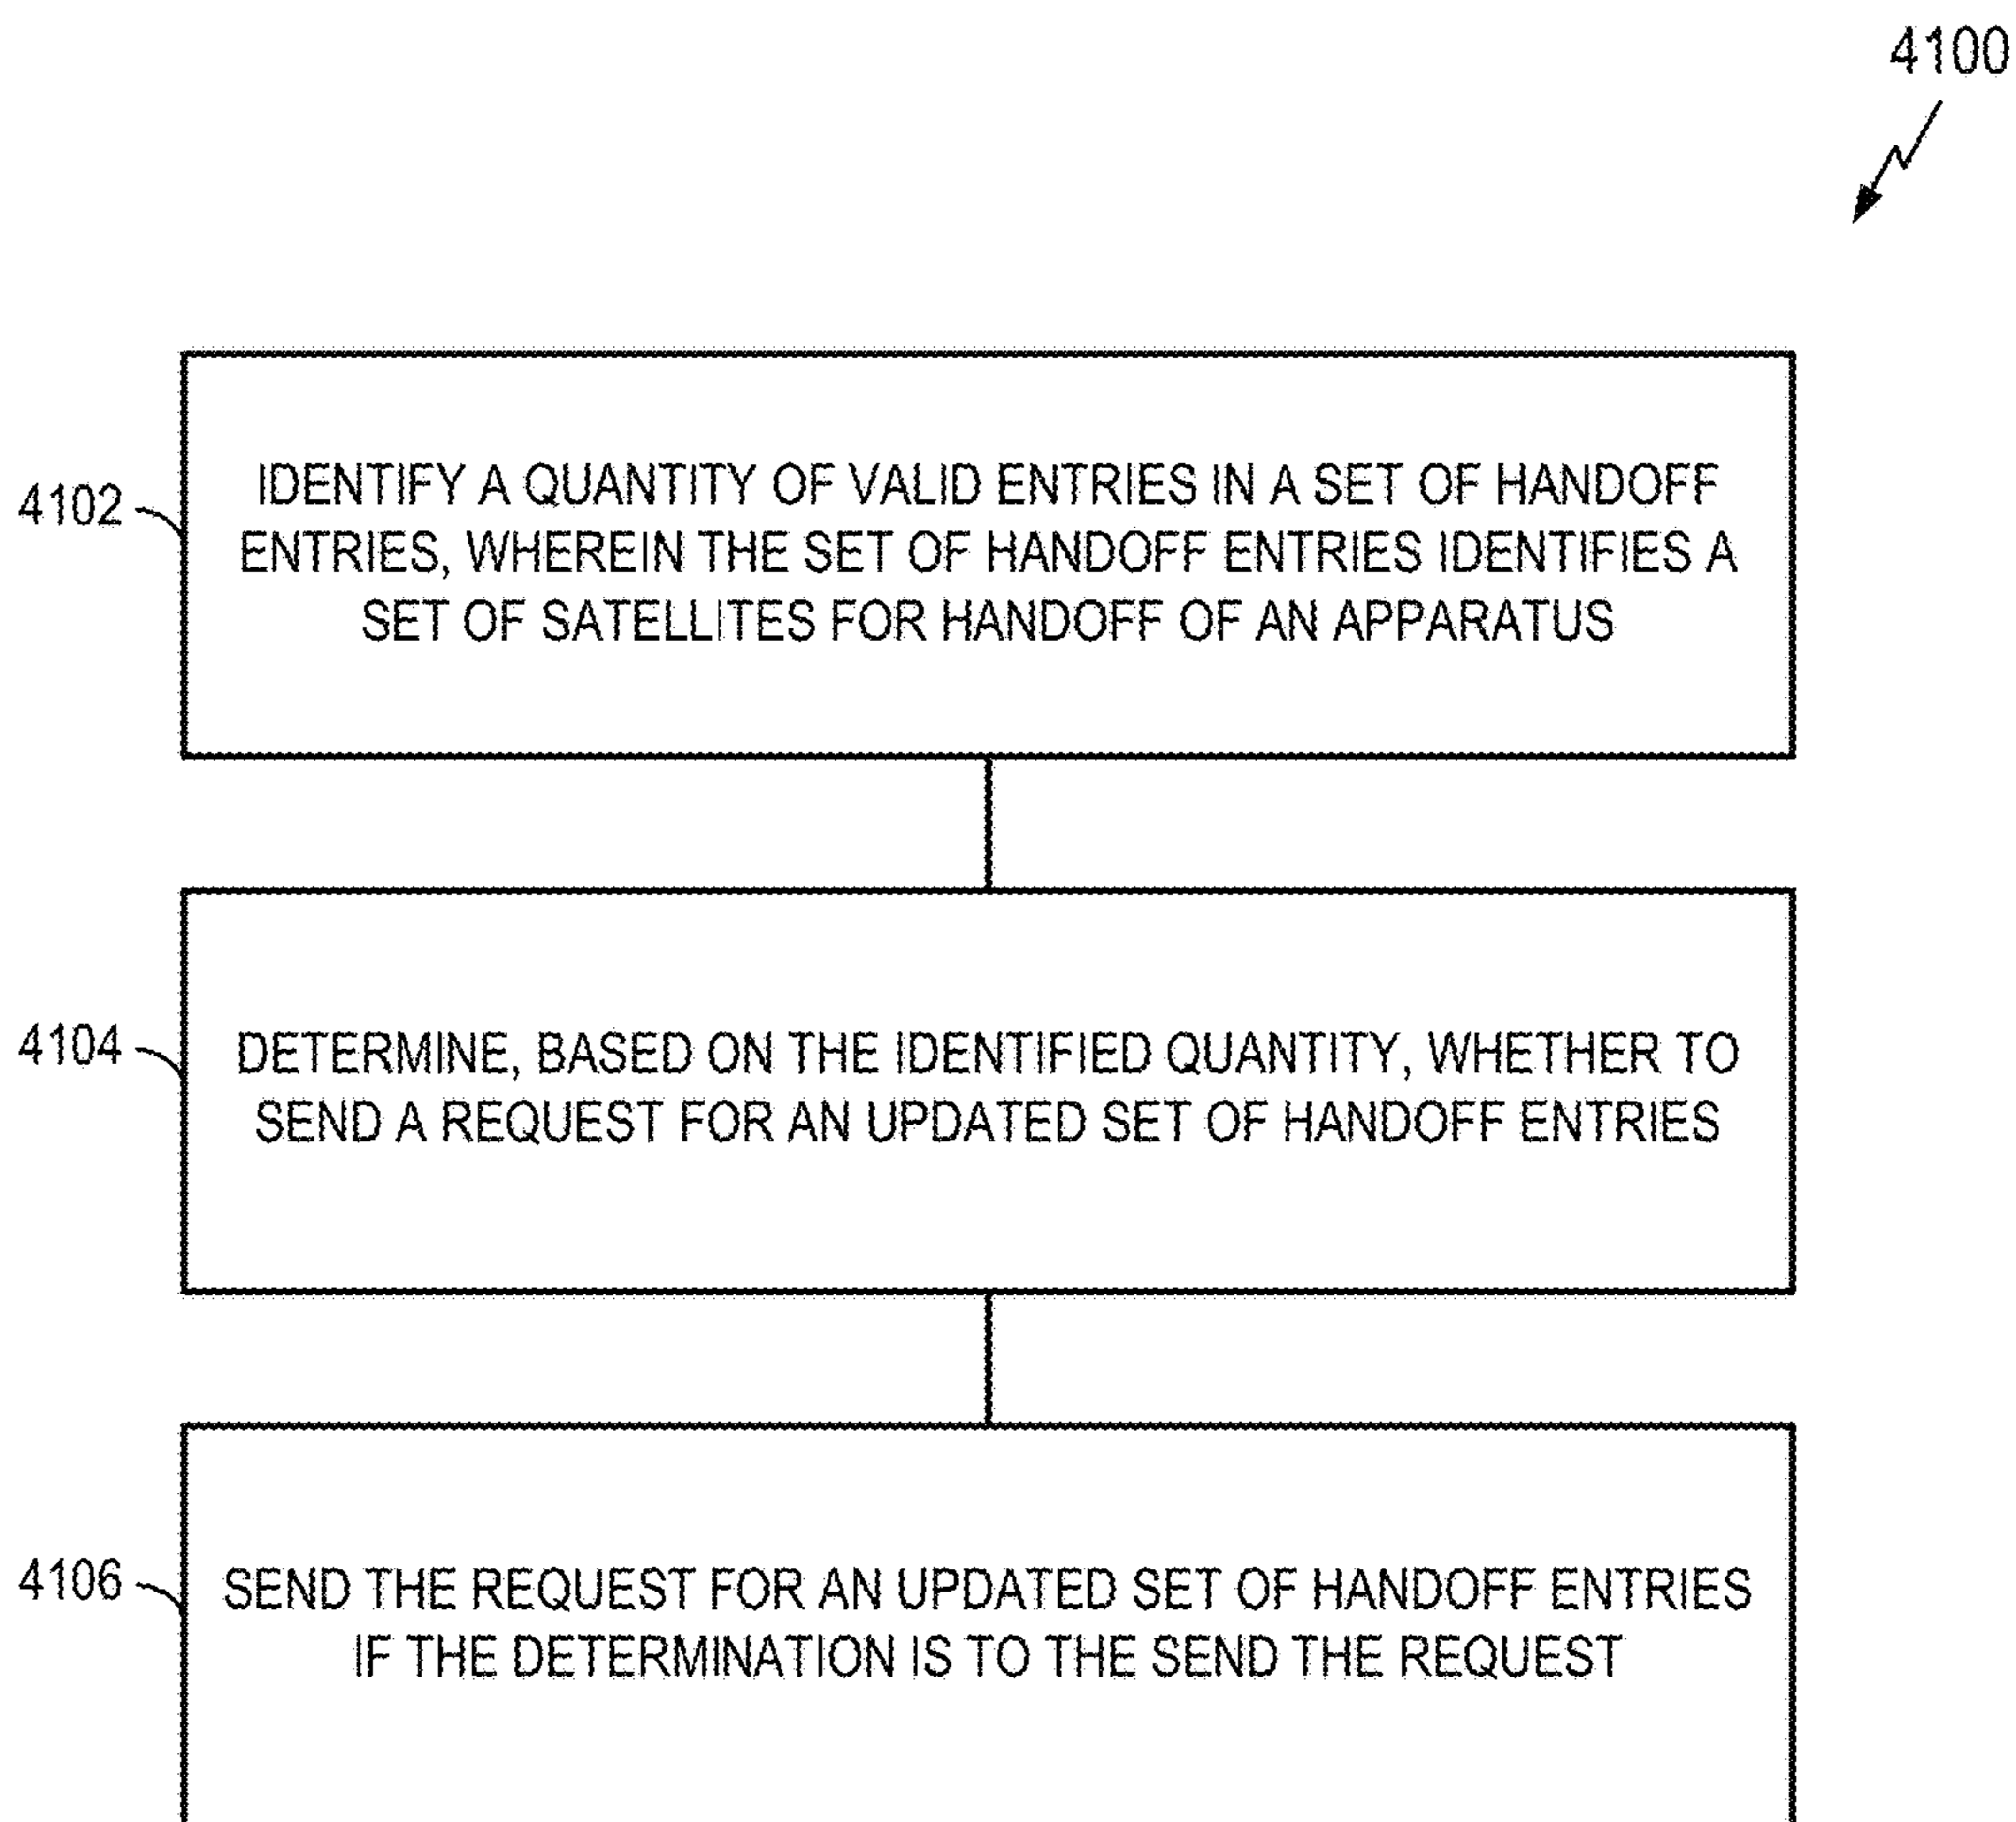 4100
4102
IDENTIFY A QUANTITY OF VALID ENTRIES IN A SET OF HANDOFF
ENTRIES, WHEREIN THE SET OF HANDOFF ENTRIES IDENTIFIES A
SET OF SATELLITES FOR HANDOFF OF AN APPARATUS
4104
DETERMINE, BASED ON THE IDENTIFIED QUANTITY, WHETHER TO
SEND A REQUEST FOR AN UPDATED SET OF HANDOFF ENTRIES
4106
SEND THE REQUEST FOR AN UPDATED SET OF HANDOFF ENTRIES
IF THE DETERMINATION IS TO THE SEND THE REQUEST